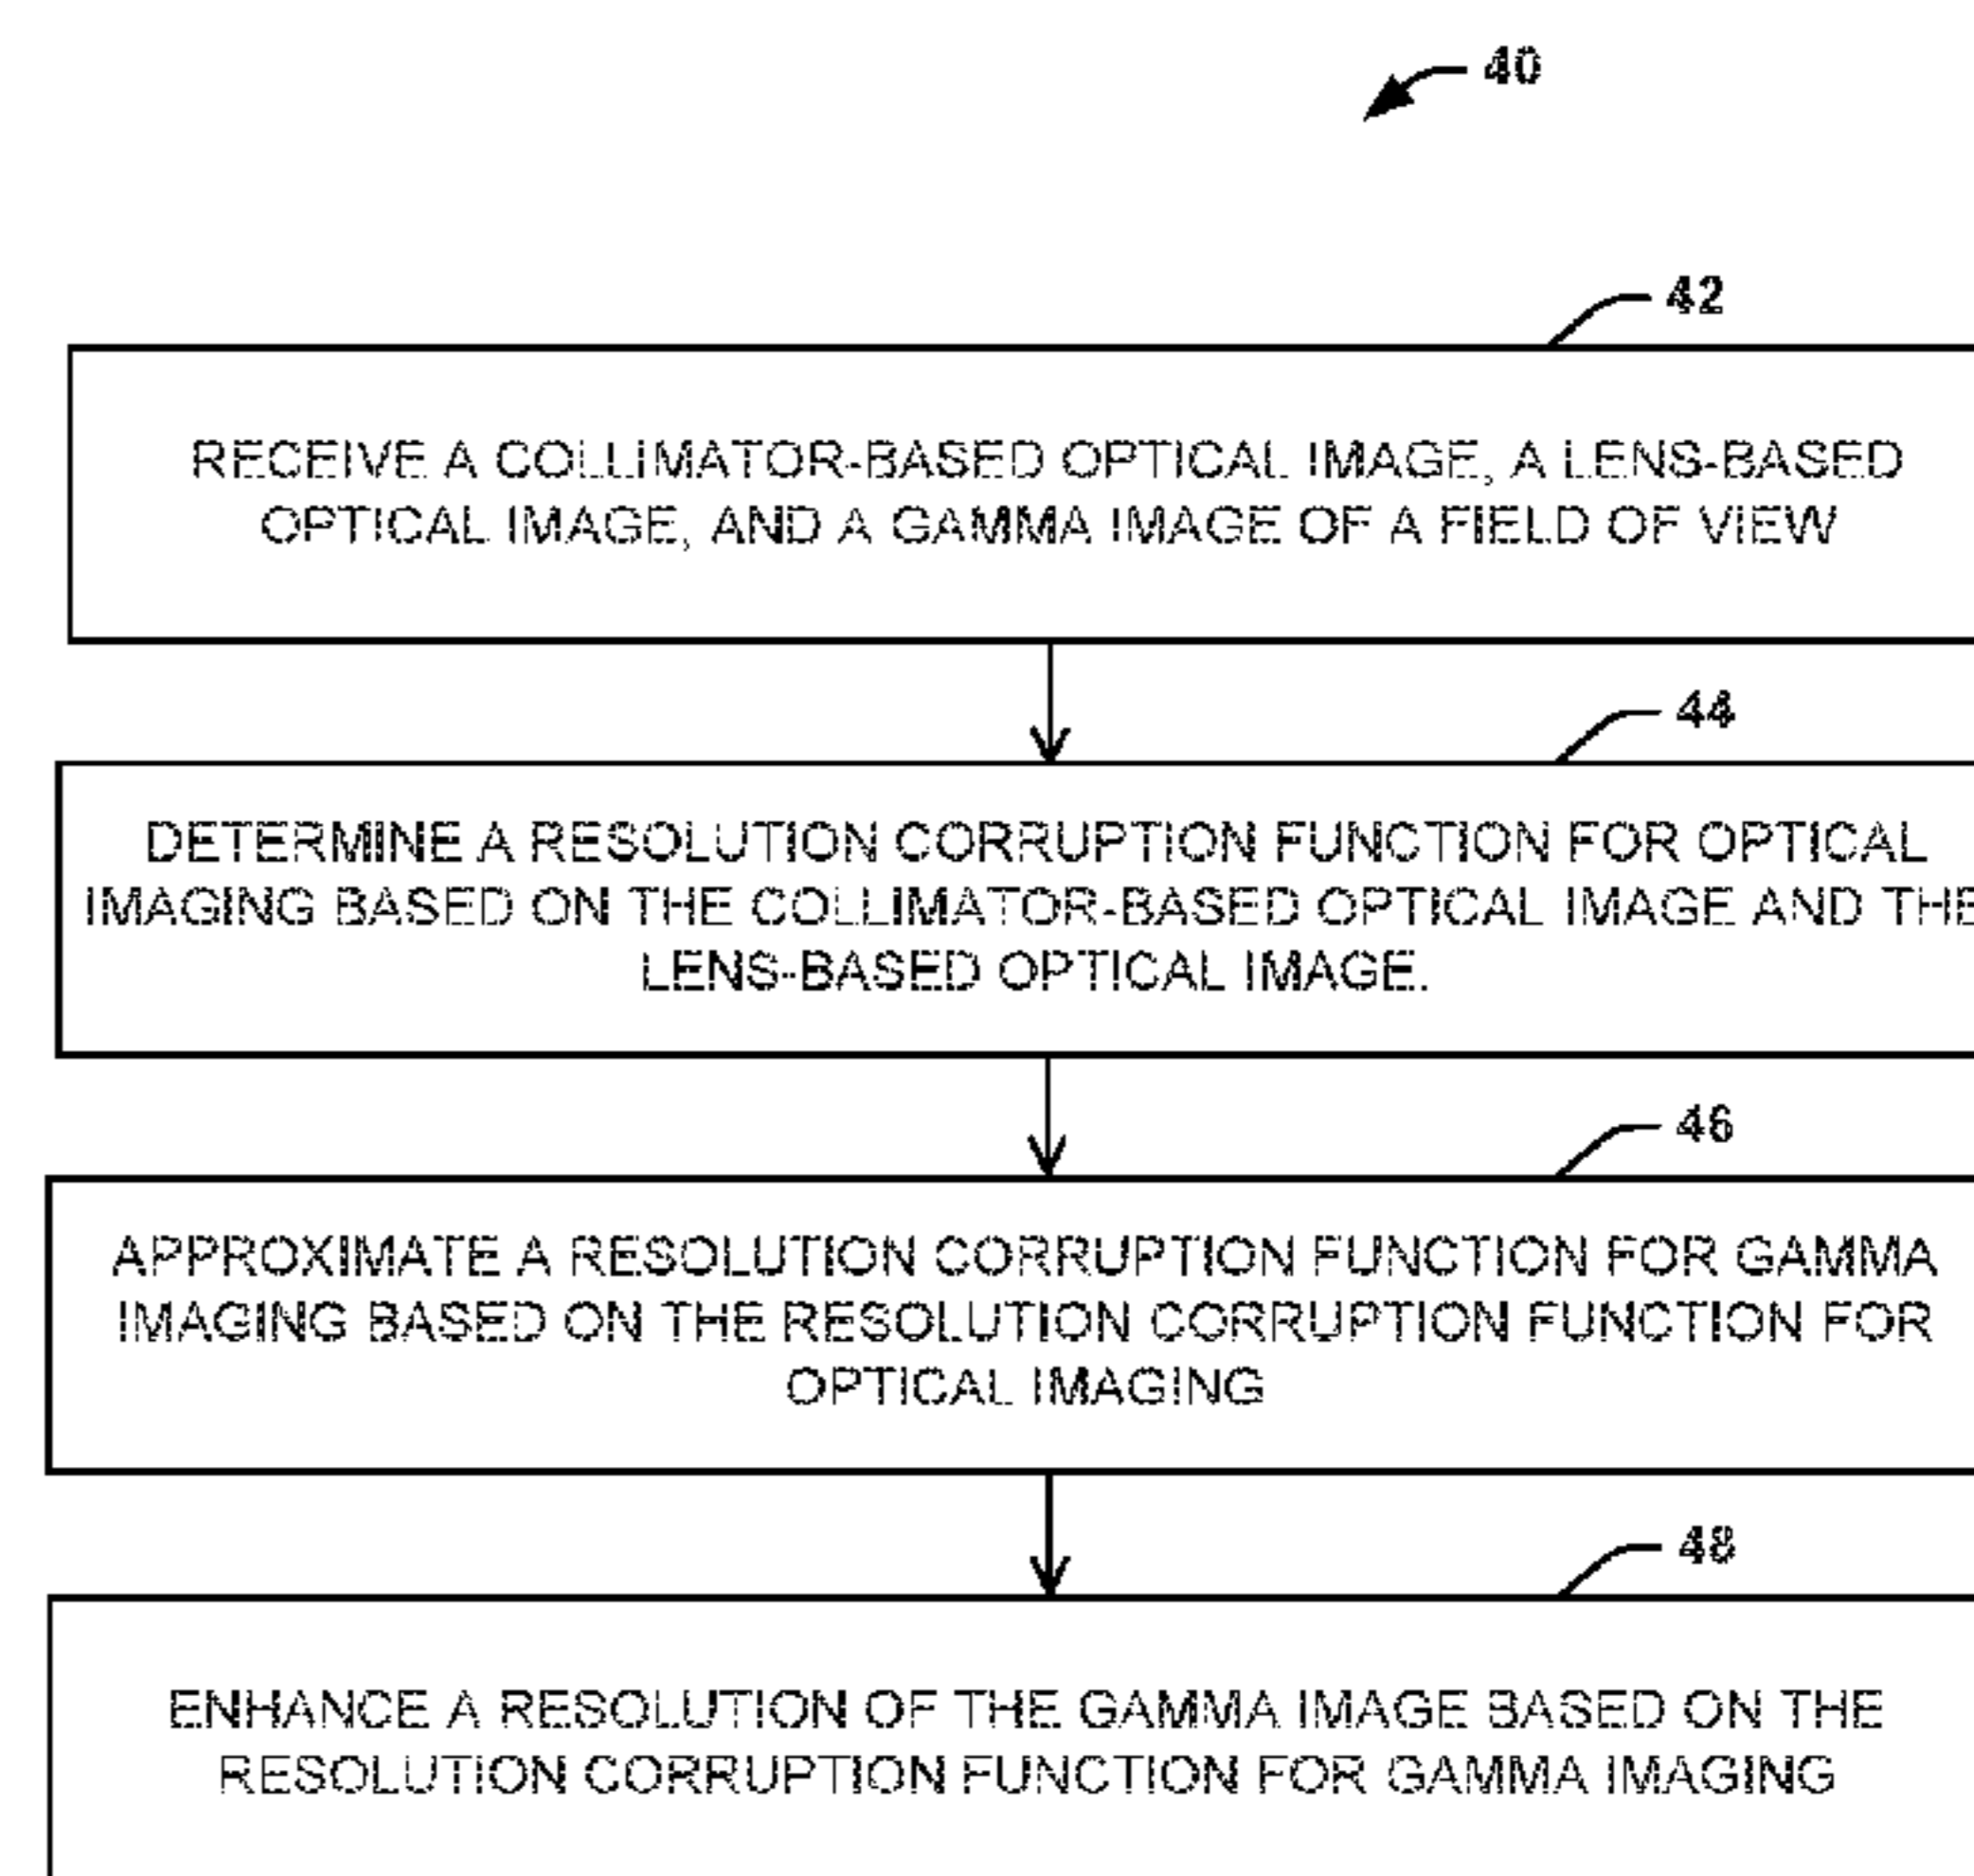 40
42
RECEIVE A COLLIMATOR-BASED OPTICAL IMAGE, A LENS-BASED
OPTICAL IMAGE, AND A GAMMA IMAGE OF A FIELD OF VIEW
44
DETERMINE A RESOLUTION CORRUPTION FUNCTION FOR OPTICAL
IMAGING BASED ON THE COLLIMATOR-BASED OPTICAL IMAGE AND THE
LENS-BASED OPTICAL IMAGE.
46
APPROXIMATE A RESOLUTION CORRUPTION FUNCTION FOR GAMMA
IMAGING BASED ON THE RESOLUTION CORRUPTION FUNCTION FOR
OPTICAL IMAGING
48
ENHANCE A RESOLUTION OF THE GAMMA IMAGE BASED ON THE
RESOLUTION CORRUPTION FUNCTION FOR GAMMA IMAGING